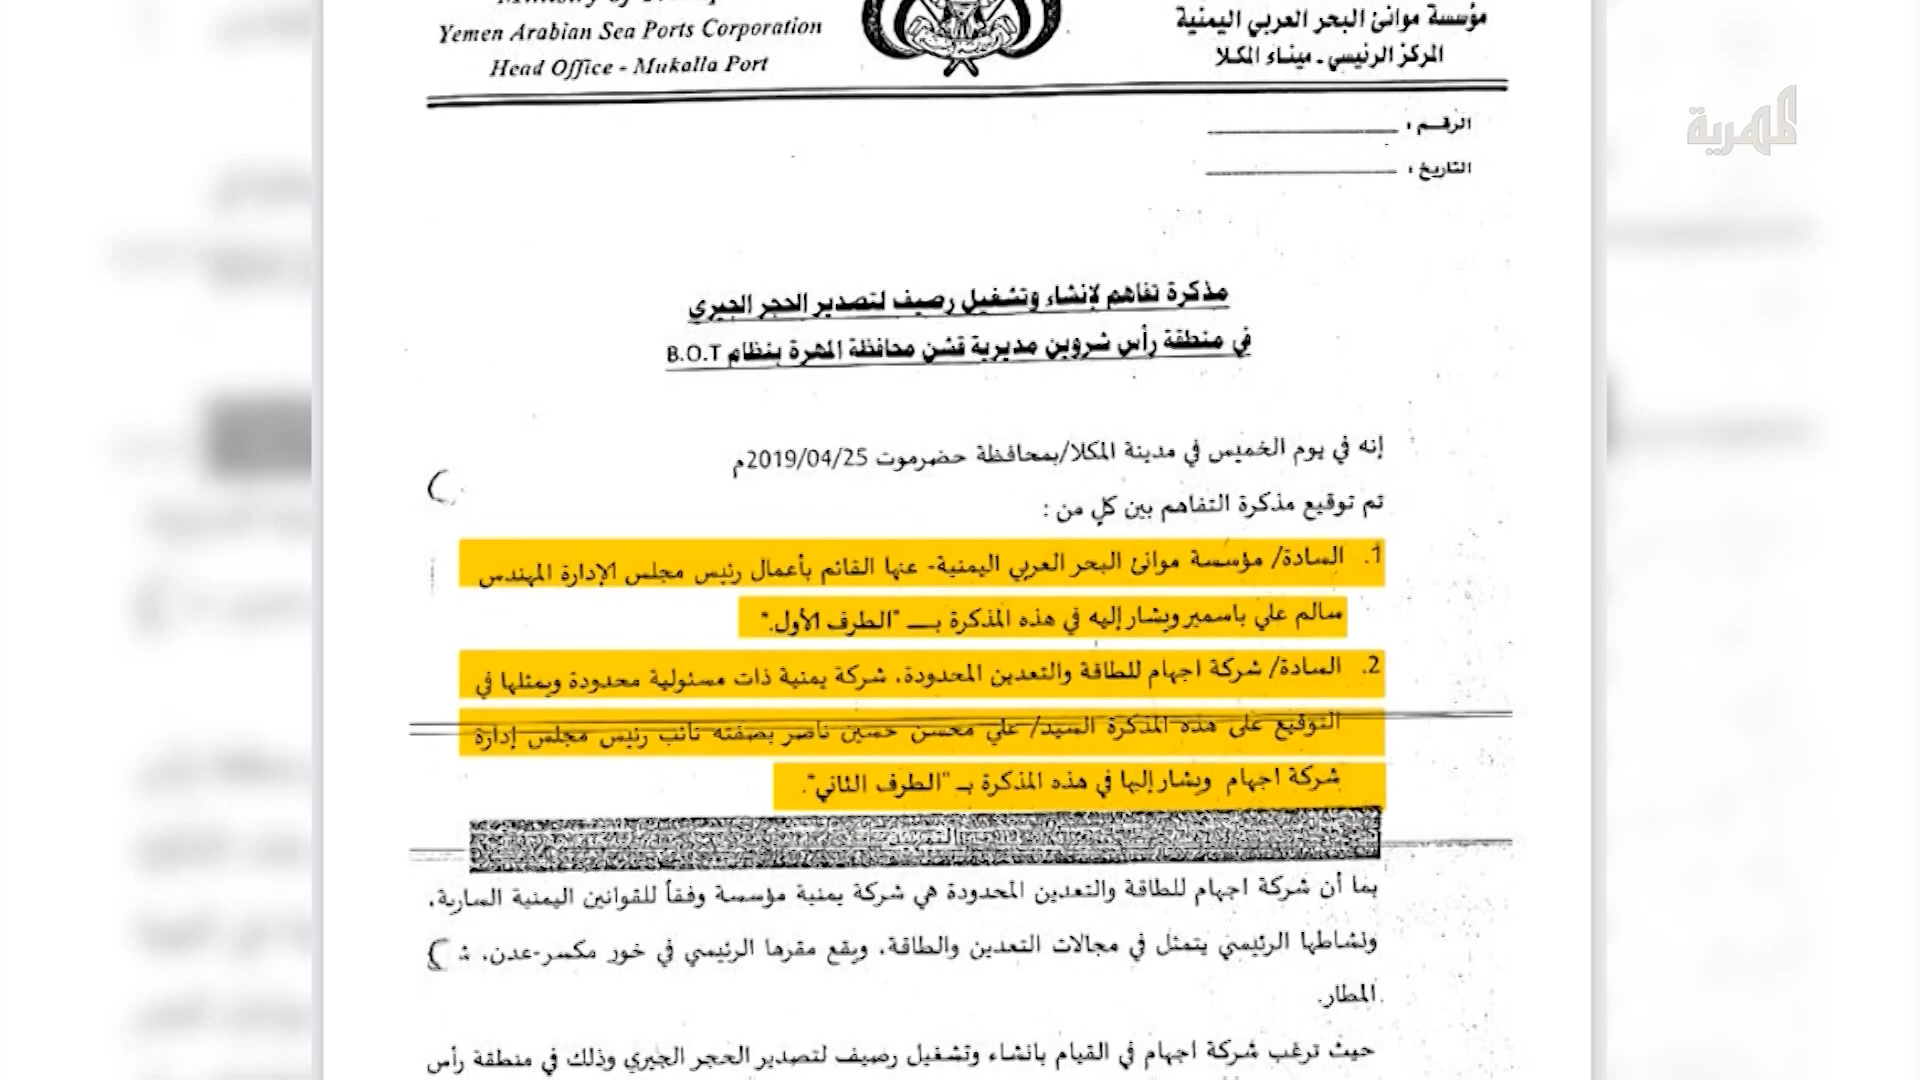 Yemen Arabian Sea Ports Corporation
Head Office - Mukalla Port
مؤسسة موانئ البحر العربي اليمنية
المركز الرئيسي - ميناء المكلا
الرقم :
التاريخ :
المهرية
مذكرة تفاهم لإنشاء وتشغيل رصيف لتصدير الحجر الجيري
في منطقة رأس شروين مديرية قشن محافظة المهرة بنظام B.O.T
إنه في يوم الخميس في مدينة المكلا/بمحافظة حضرموت 2019/04/25م
تم توقيع مذكرة التفاهم بين كل من :
1. السادة/ مؤسسة موانئ البحر العربي اليمنية- عنها القائم بأعمال رئيس مجلس الإدارة المهندس
سالم علي باسمير ويشار إليه في هذه المذكرة بـــ "الطرف الأول."
2. السادة/ شركة اجهام للطاقة والتعدين المحدودة، شركة يمنية ذات مسئولية محدودة ويمثلها في
التوقيع على هذه المذكرة السيد/ علي محسن حسين ناصر بصفته نائب رئيس مجلس إدارة
شركة اجهام ويشار إليها في هذه المذكرة بـ "الطرف الثاني".
بما أن شركة اجهام للطاقة والتعدين المحدودة هي شركة يمنية مؤسسة وفقاً للقوانين اليمنية السارية،
ونشاطها الرئيسي يتمثل في مجالات التعدين والطاقة، ويقع مقرها الرئيسي في خور مكسر-عدن،
المطار.
حيث ترغب شركة اجهام في القيام بانشاء وتشغيل رصيف لتصدير الحجر الجيري وذلك في منطقة رأس